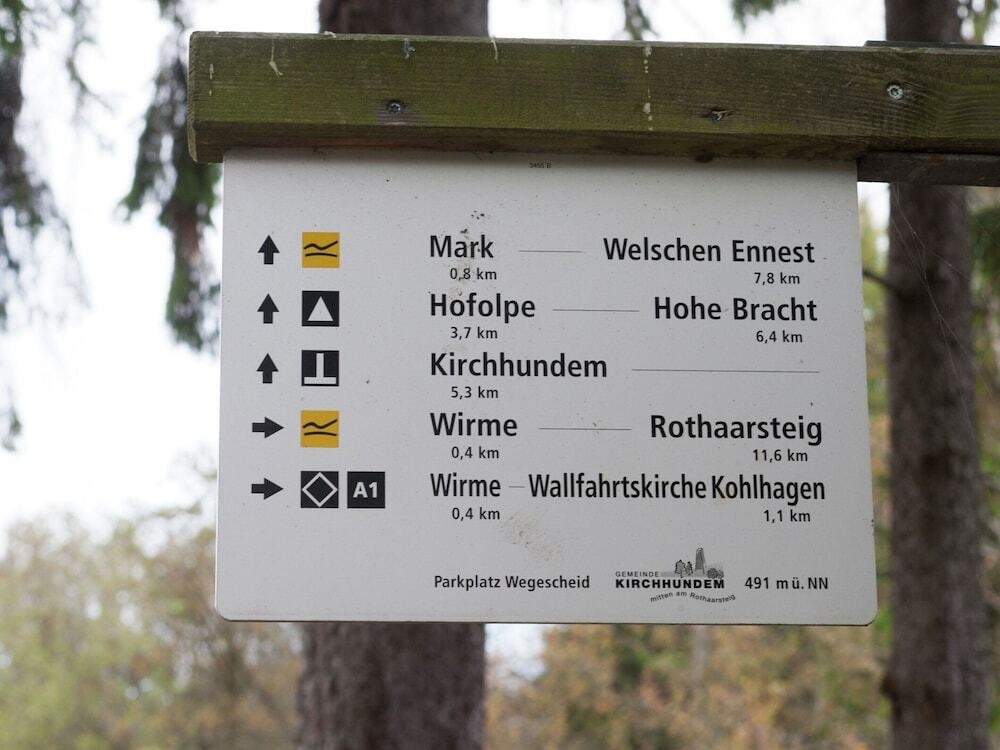 3455 B
Mark Welschen Ennest
0,8 km 7,8 km
Hofolpe Hohe Bracht
3,7 km 6,4 km
Kirchhundem
5,3 km
Wirme Rothaarsteig
0,4 km 11,6 km
A1 Wirme – Wallfahrtskirche Kohlhagen
0,4 km 1,1 km
Parkplatz Wegescheid GEMEINDE KIRCHHUNDEM 491 m ü. NN
mitten am Rothaarsteig